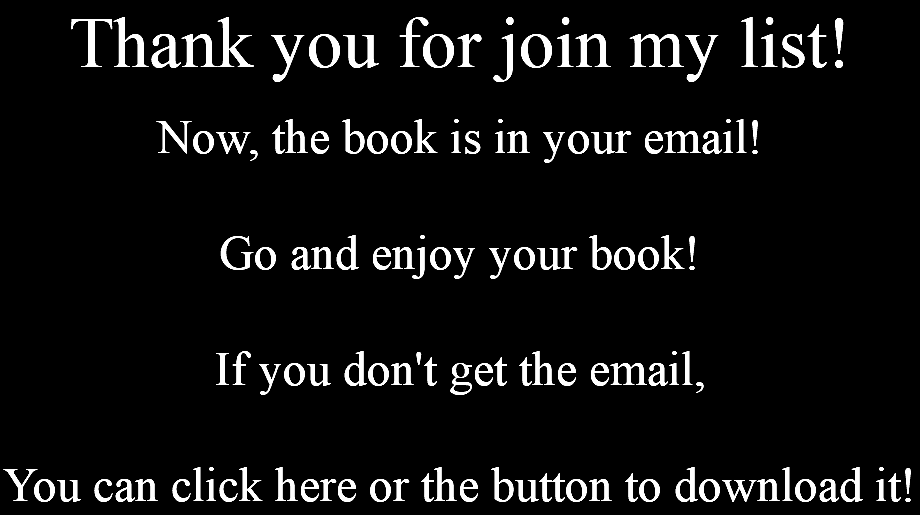 Thank you for join my list!
Now, the book is in your email!
Go and enjoy your book!
If you don't get the email,
You can click here or the button to download it!